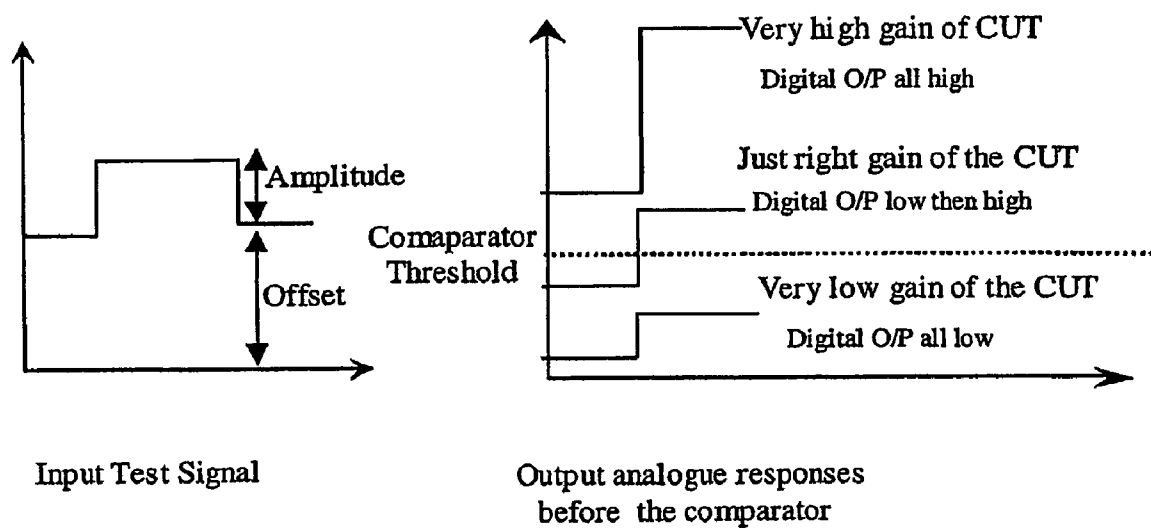 Very high gain of CUT
Digital O/P all high
Amplitude
Just right gain of the CUT
Digital O/P low then high
Comaparator
Threshold
Offset
Very low gain of the CUT
Digital O/P all low
Input Test Signal
Output analogue responses
before the comparator